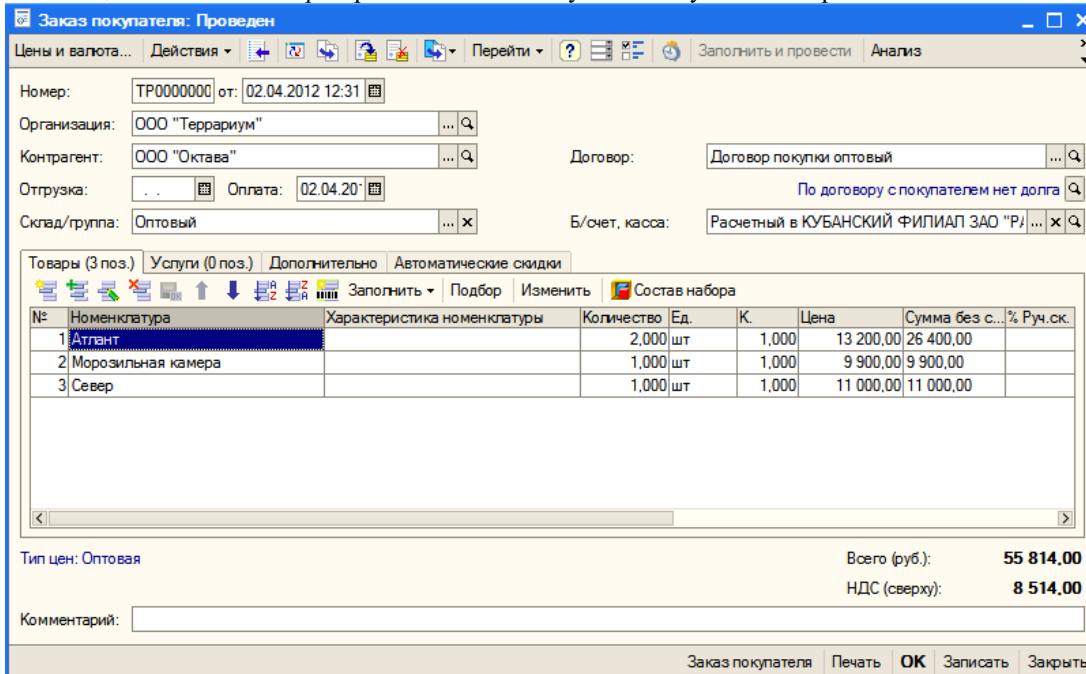 Заказ покупателя: Проведен
Цены и валюта... Действия Перейти Заполнить и провести Анализ
Номер: ТР0000000 от: 02.04.2012 12:31
Организация: ООО "Террариум"
Контрагент: ООО "Октава" Договор: Договор покупки оптовый
Отгрузка: . . Оплата: 02.04.20 По договору с покупателем нет долга
Склад/группа: Оптовый Б/счет, касса: Расчетный в КУБАНСКИЙ ФИЛИАЛ ЗАО
Товары (3 поз.) Услуги (0 поз.) Дополнительно Автоматические скидки
Заполнить Подбор Изменить Состав набора
№ Номенклатура Характеристика номенклатуры Количество Ед. К. Цена Сумма без с... % Руч.ск.
1 Атлант 2,000 шт 1,000 13 200,00 26 400,00
2 Морозильная камера 1,000 шт 1,000 9 900,00 9 900,00
3 Север 1,000 шт 1,000 11 000,00 11 000,00
Тип цен: Оптовая Всего (руб.): 55 814,00
НДС (сверху): 8 514,00
Комментарий:
Заказ покупателя Печать OK Записать Закрыть